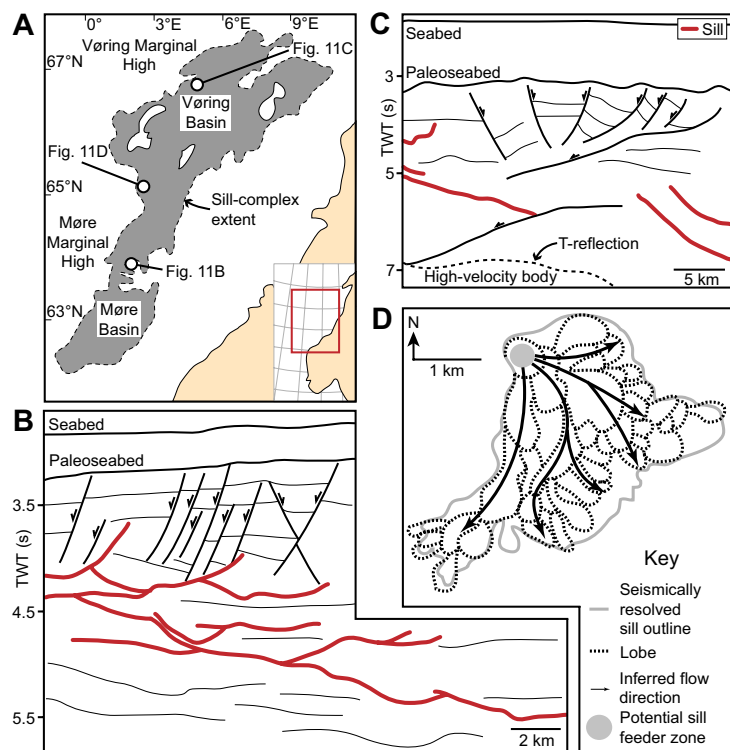 A
0°
3°E
6°E
9°E
Vøring Marginal
High
Fig. 11C
67°N
Vøring
Basin
Fig. 11D
65°N
Sill-complex
extent
Møre
Marginal
High
Fig. 11B
63°N
Møre
Basin
B
Seabed
Paleoseabed
3.5
TWT (s)
4.5
5.5
2 km
C
Seabed
Sill
3
Paleoseabed
TWT (s)
5
T-reflection
7
High-velocity body
5 km
D
N
1 km
Key
Seismically
resolved
sill outline
Lobe
Inferred flow
direction
Potential sill
feeder zone